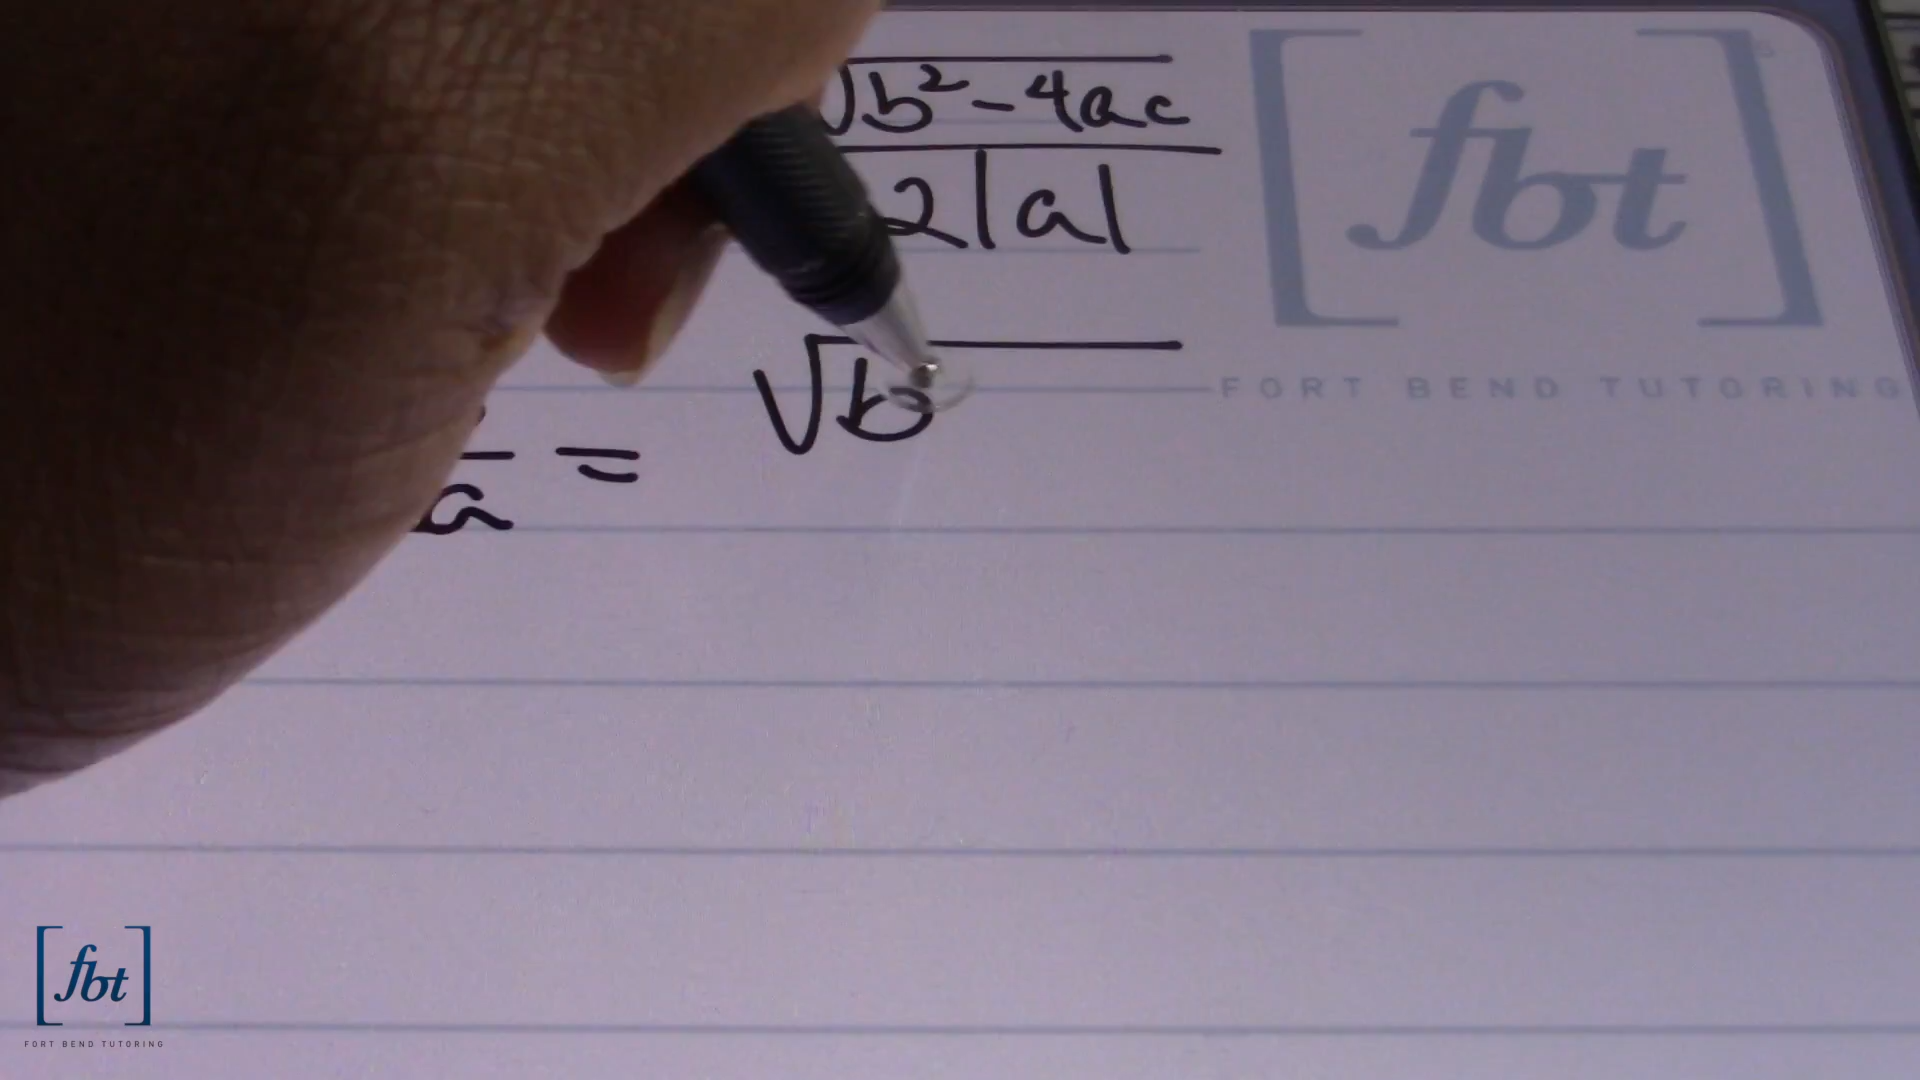 √b² - 4ac
2|a|
fbt
FORT BEND TUTORING
a = √b
fbt
FORT BEND TUTORING